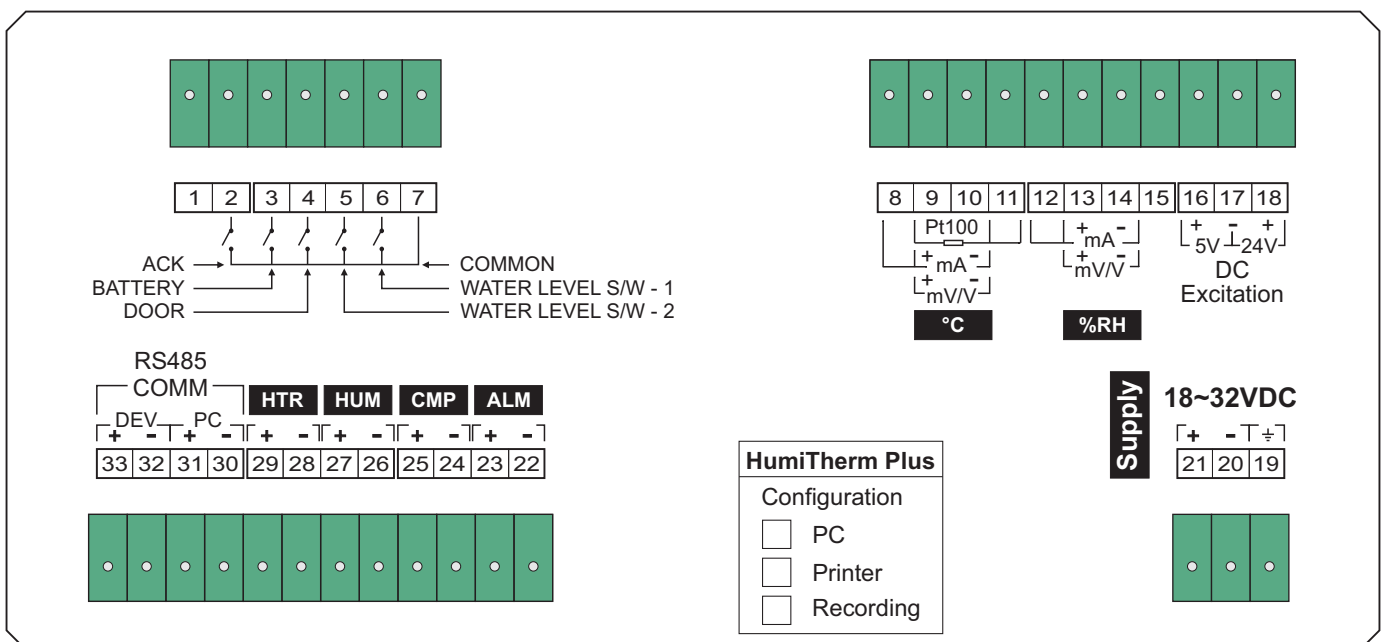 1 2 3 4 5 6 7
ACK
BATTERY
DOOR
COMMON
WATER LEVEL S/W - 1
WATER LEVEL S/W - 2
8 9 10 11 12 13 14 15 16 17 18
Pt100
+ mA -
+ mV/V -
°C
+ mA -
+ mV/V -
%RH
+ - +
5V 24V
DC
Excitation
RS485
COMM
DEV PC
HTR HUM CMP ALM
+ - + - + - + - + - + -
33 32 31 30 29 28 27 26 25 24 23 22
HumiTherm Plus
Configuration
PC
Printer
Recording
Supply
18~32VDC
+ -
21 20 19